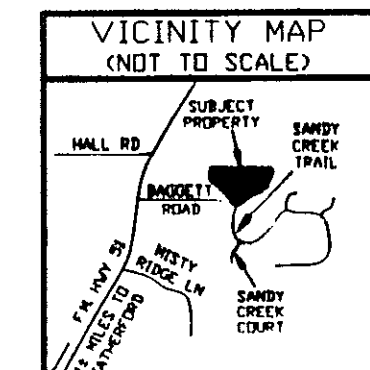 VICINITY MAP
(NOT TO SCALE)
SUBJECT
PROPERTY
HALL RD
SANDY
CREEK
TRAIL
BAGGETT
ROAD
MISTY
RIDGE LN
F.M. HWY 51
MILES TO
SANDY
CREEK
COURT